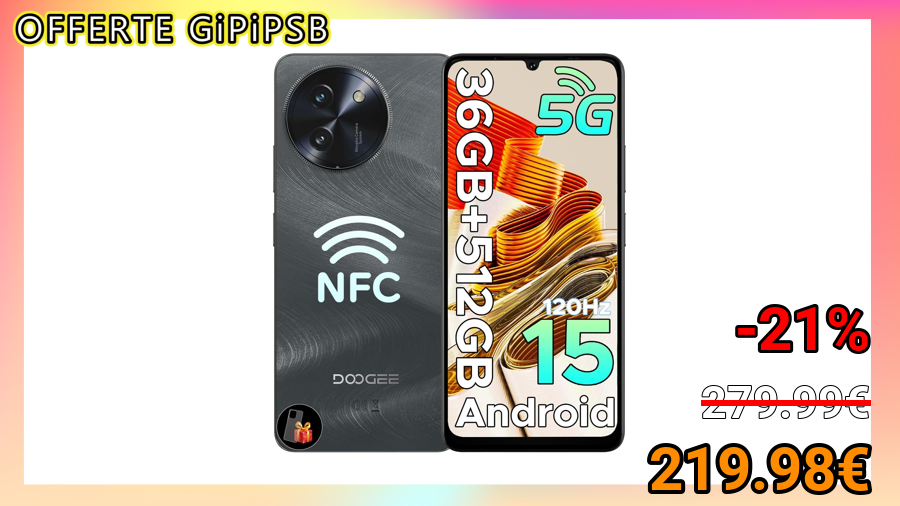 OFFERTE GiPiPSB
5G
36GB+512GB
NFC
120Hz
15
Android
DOOGEE
-21%
279.99€
219.98€